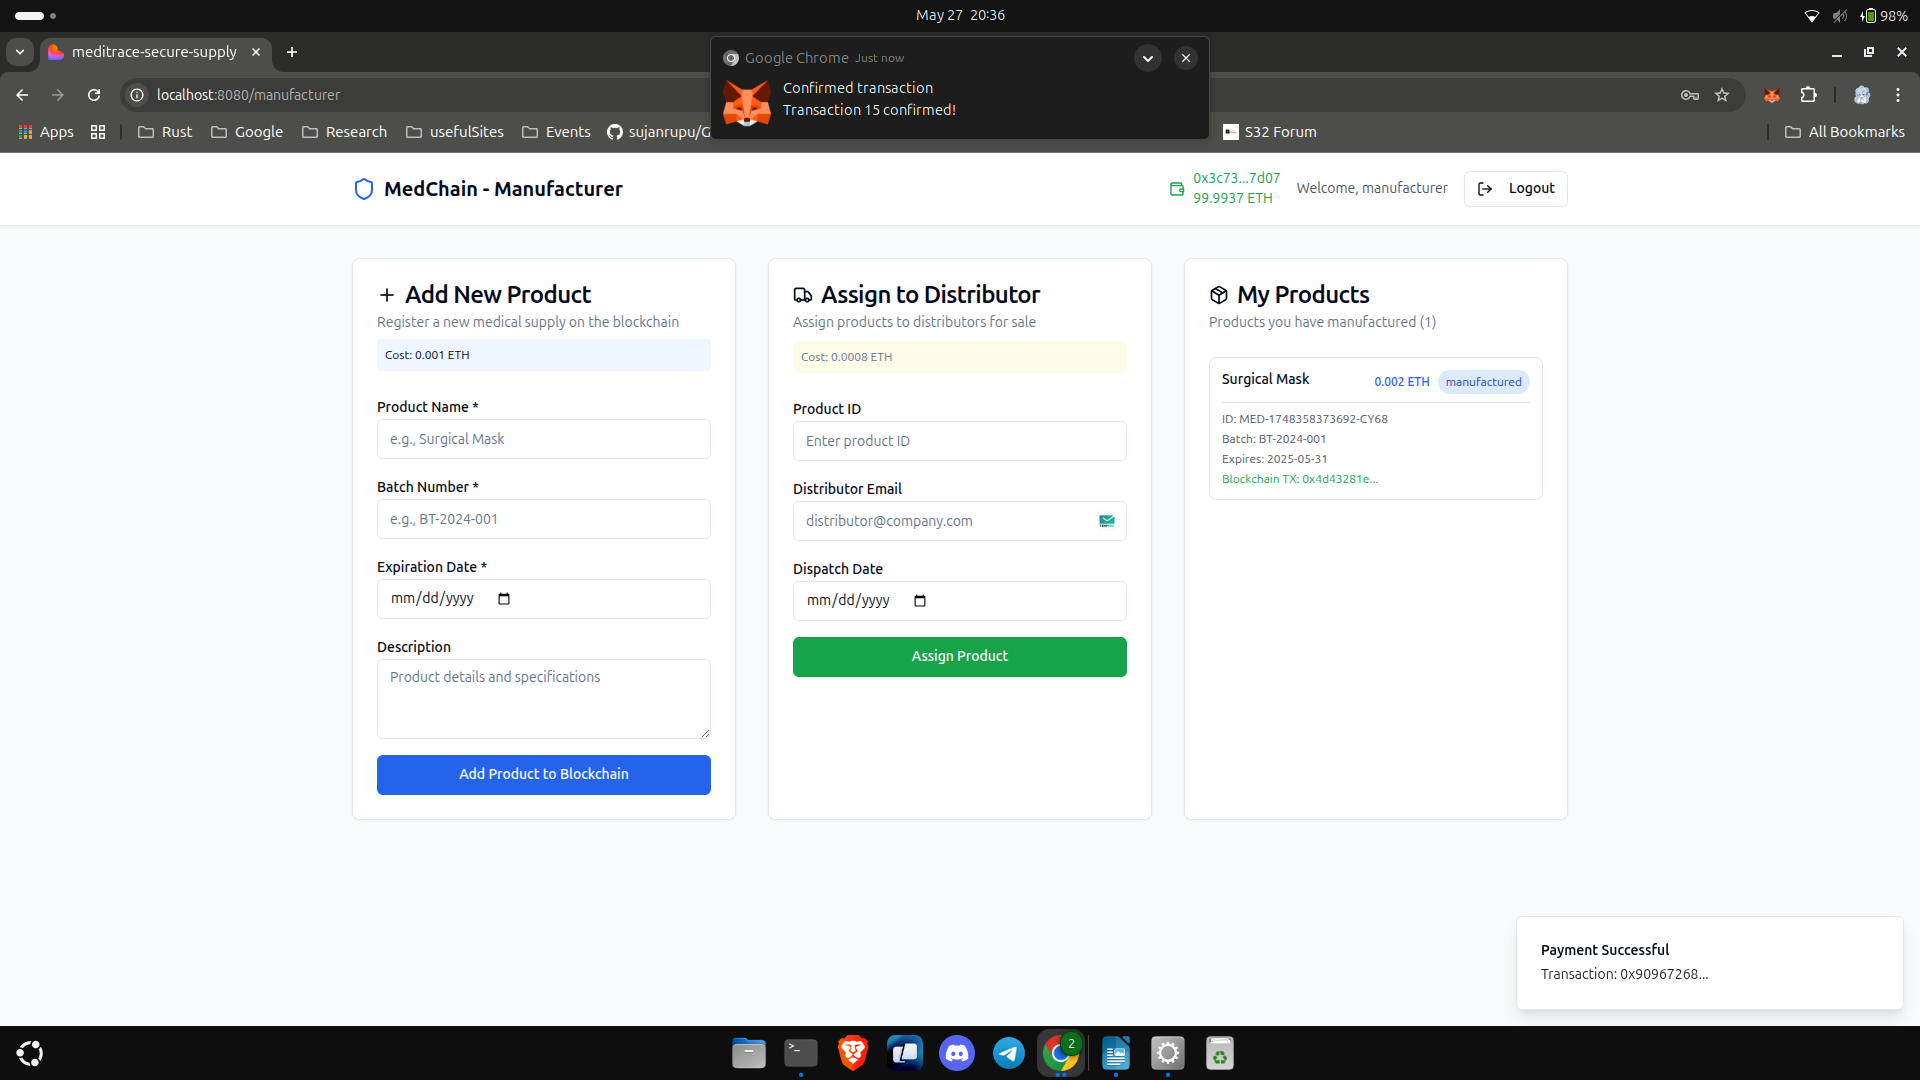 May 27 20:36
98%
meditrace-secure-supply
Google Chrome Just now
Confirmed transaction
Transaction 15 confirmed!
localhost:8080/manufacturer
Apps
Rust
Google
Research
usefulSites
Events
sujanrupu/G
S32 Forum
All Bookmarks
MedChain - Manufacturer
0x3c73...7d07
99.9937 ETH
Welcome, manufacturer
Logout
Add New Product
Register a new medical supply on the blockchain
Cost: 0.001 ETH
Product Name *
e.g., Surgical Mask
Batch Number *
e.g., BT-2024-001
Expiration Date *
mm/dd/yyyy
Description
Product details and specifications
Add Product to Blockchain
Assign to Distributor
Assign products to distributors for sale
Cost: 0.0008 ETH
Product ID
Enter product ID
Distributor Email
distributor@company.com
Dispatch Date
mm/dd/yyyy
Assign Product
My Products
Products you have manufactured (1)
Surgical Mask
0.002 ETH
manufactured
ID: MED-1748358373692-CY68
Batch: BT-2024-001
Expires: 2025-05-31
Blockchain TX: 0x4d43281e...
Payment Successful
Transaction: 0x90967268...
2